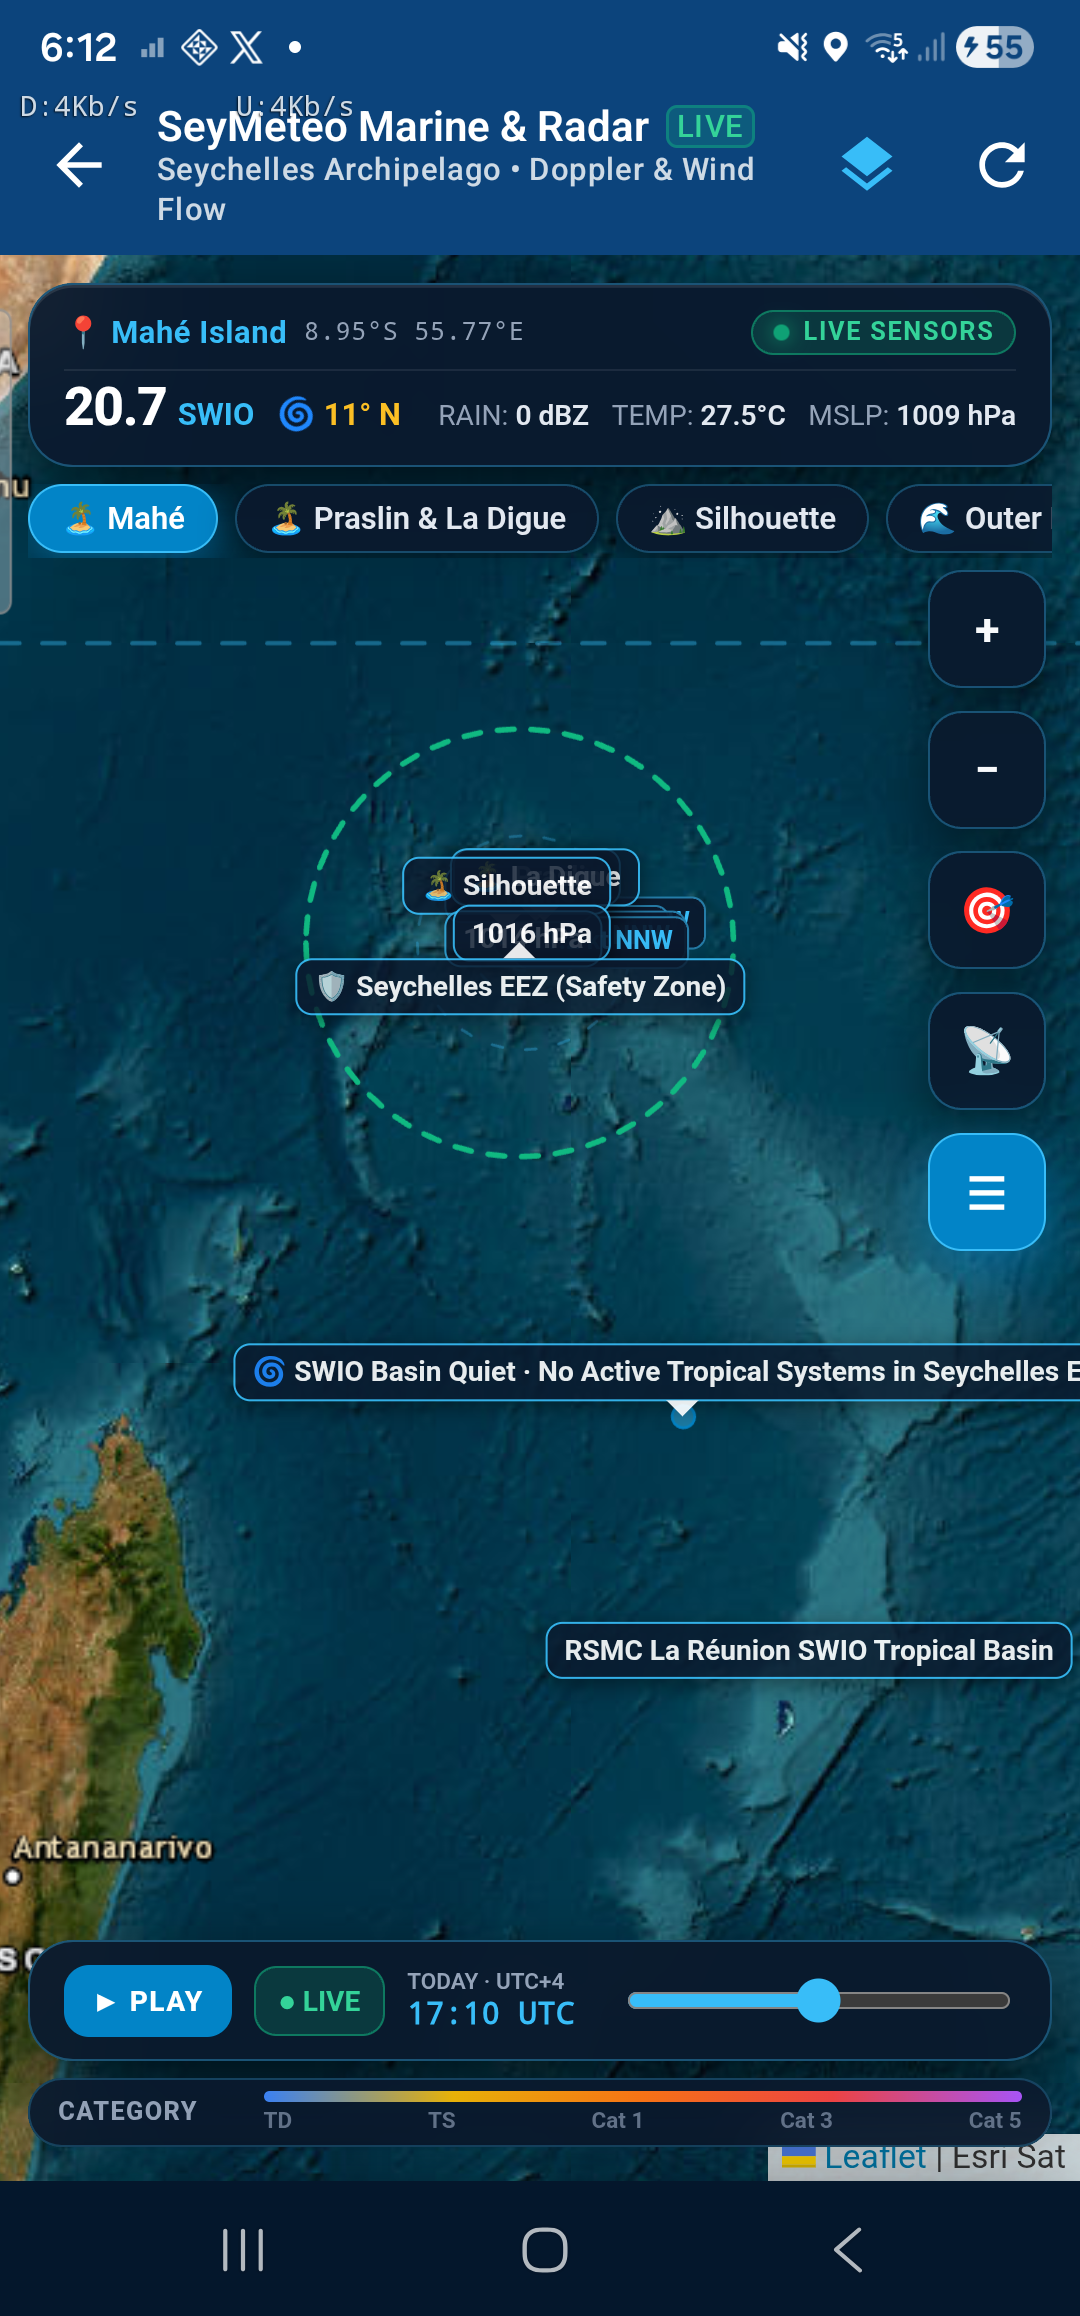 6:12
55
D:4Kb/s U:4Kb/s
SeyMeteo Marine & Radar LIVE
Seychelles Archipelago • Doppler & Wind
Flow
Mahé Island 8.95°S 55.77°E LIVE SENSORS
20.7 SWIO 11° N RAIN: 0 dBZ TEMP: 27.5°C MSLP: 1009 hPa
Mahé Praslin & La Digue Silhouette Outer
+
−
La Digue
Silhouette
1016 hPa NNW
Seychelles EEZ (Safety Zone)
SWIO Basin Quiet · No Active Tropical Systems in Seychelles E
RSMC La Réunion SWIO Tropical Basin
Antananarivo
▶ PLAY ● LIVE TODAY · UTC+4
17:10 UTC
CATEGORY TD TS Cat 1 Cat 3 Cat 5
Leaflet | Esri Sat